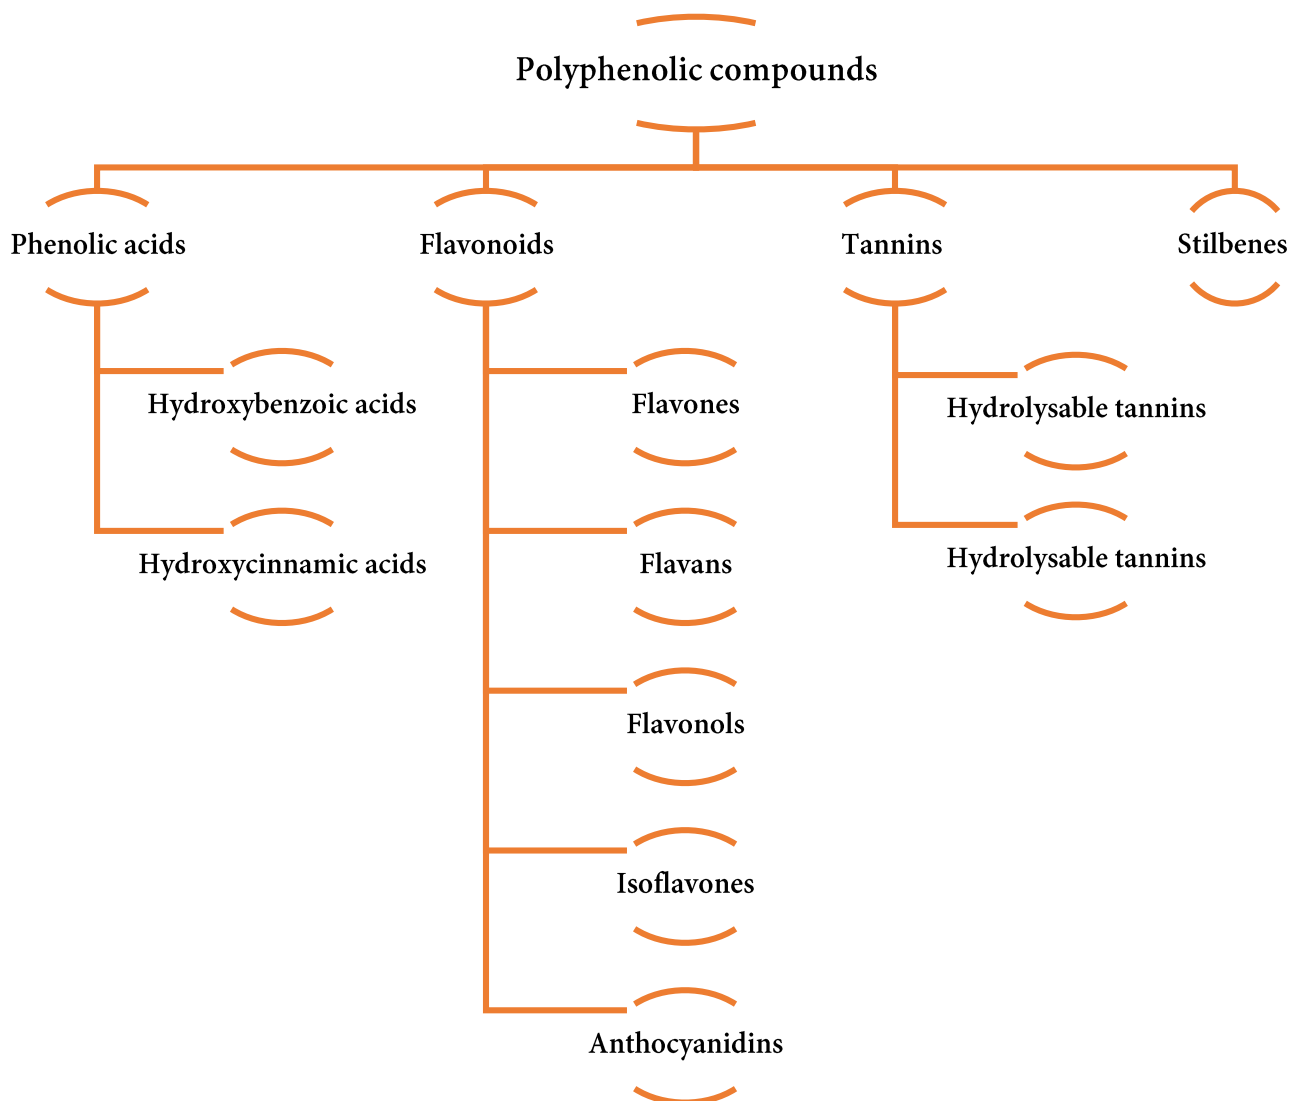 Polyphenolic compounds
Phenolic acids
Flavonoids
Tannins
Stilbenes
Hydroxybenzoic acids
Hydroxycinnamic acids
Flavones
Flavans
Flavonols
Isoflavones
Anthocyanidins
Hydrolysable tannins
Hydrolysable tannins